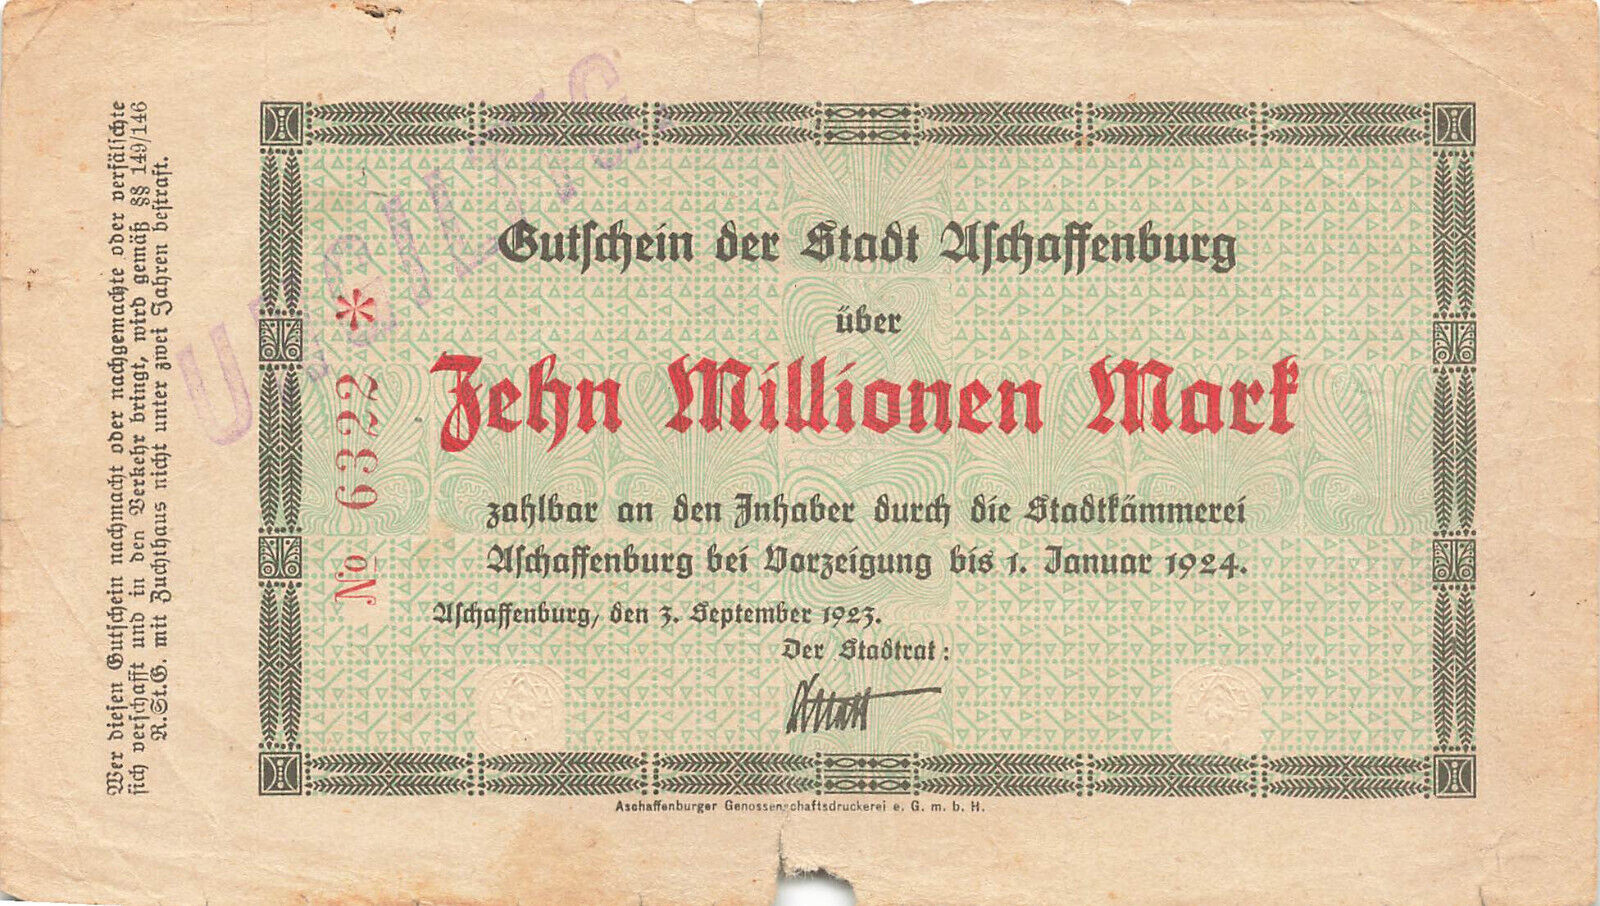 Wer diesen Gutschein nachmacht oder nachgemachte oder verfälschte
sich verschafft und in den Verkehr bringt, wird gemäß §§ 149/146
R.St.G. mit Zuchthaus nicht unter zwei Jahren bestraft.
UNGÜLTIG.
No 6322 *
Gutschein der Stadt Aschaffenburg
über
Zehn Millionen Mark
zahlbar an den Inhaber durch die Stadtkämmerei
Aschaffenburg bei Vorzeigung bis 1. Januar 1924.
Aschaffenburg, den 3. September 1923.
Der Stadtrat:
Aschaffenburger Genossenschaftsdruckerei e. G. m. b. H.